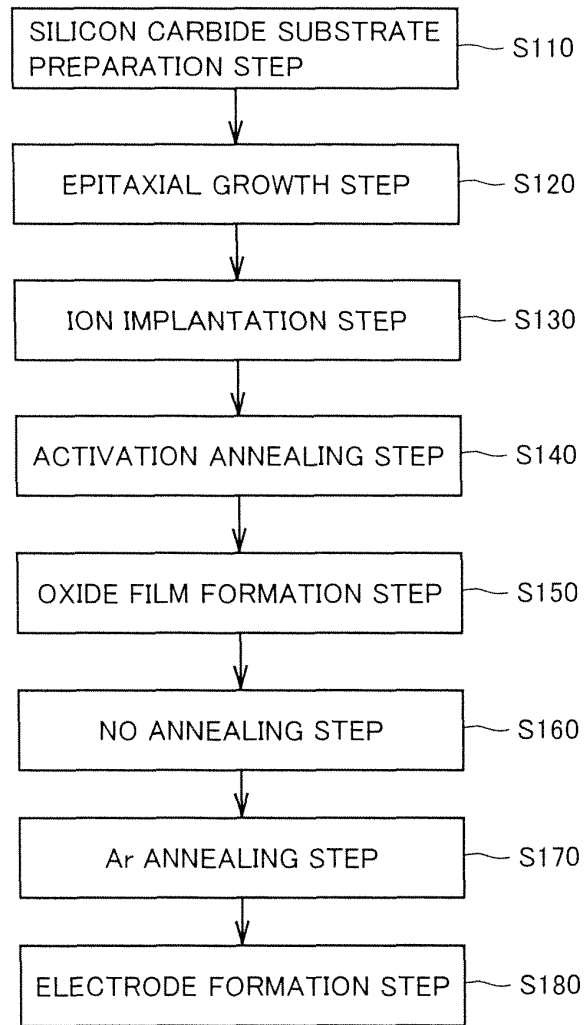 SILICON CARBIDE SUBSTRATE
PREPARATION STEP
S110
EPITAXIAL GROWTH STEP
S120
ION IMPLANTATION STEP
S130
ACTIVATION ANNEALING STEP
S140
OXIDE FILM FORMATION STEP
S150
NO ANNEALING STEP
S160
Ar ANNEALING STEP
S170
ELECTRODE FORMATION STEP
S180